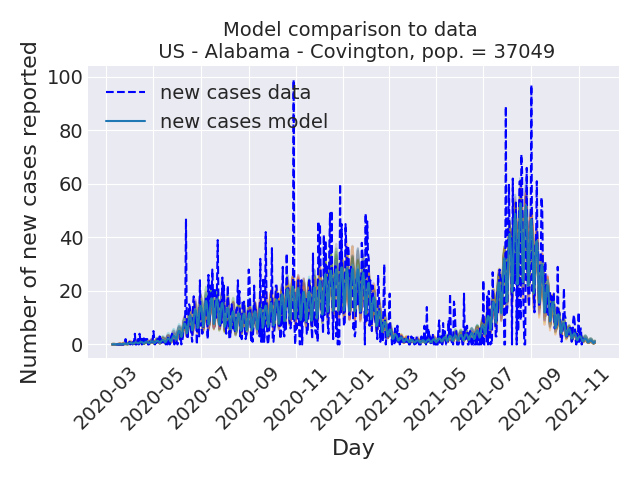 Model comparison to data
US - Alabama - Covington, pop. = 37049
Number of new cases reported
100
80
60
40
20
0
new cases data
new cases model
2020-03
2020-05
2020-07
2020-09
2020-11
2021-01
2021-03
2021-05
2021-07
2021-09
2021-11
Day